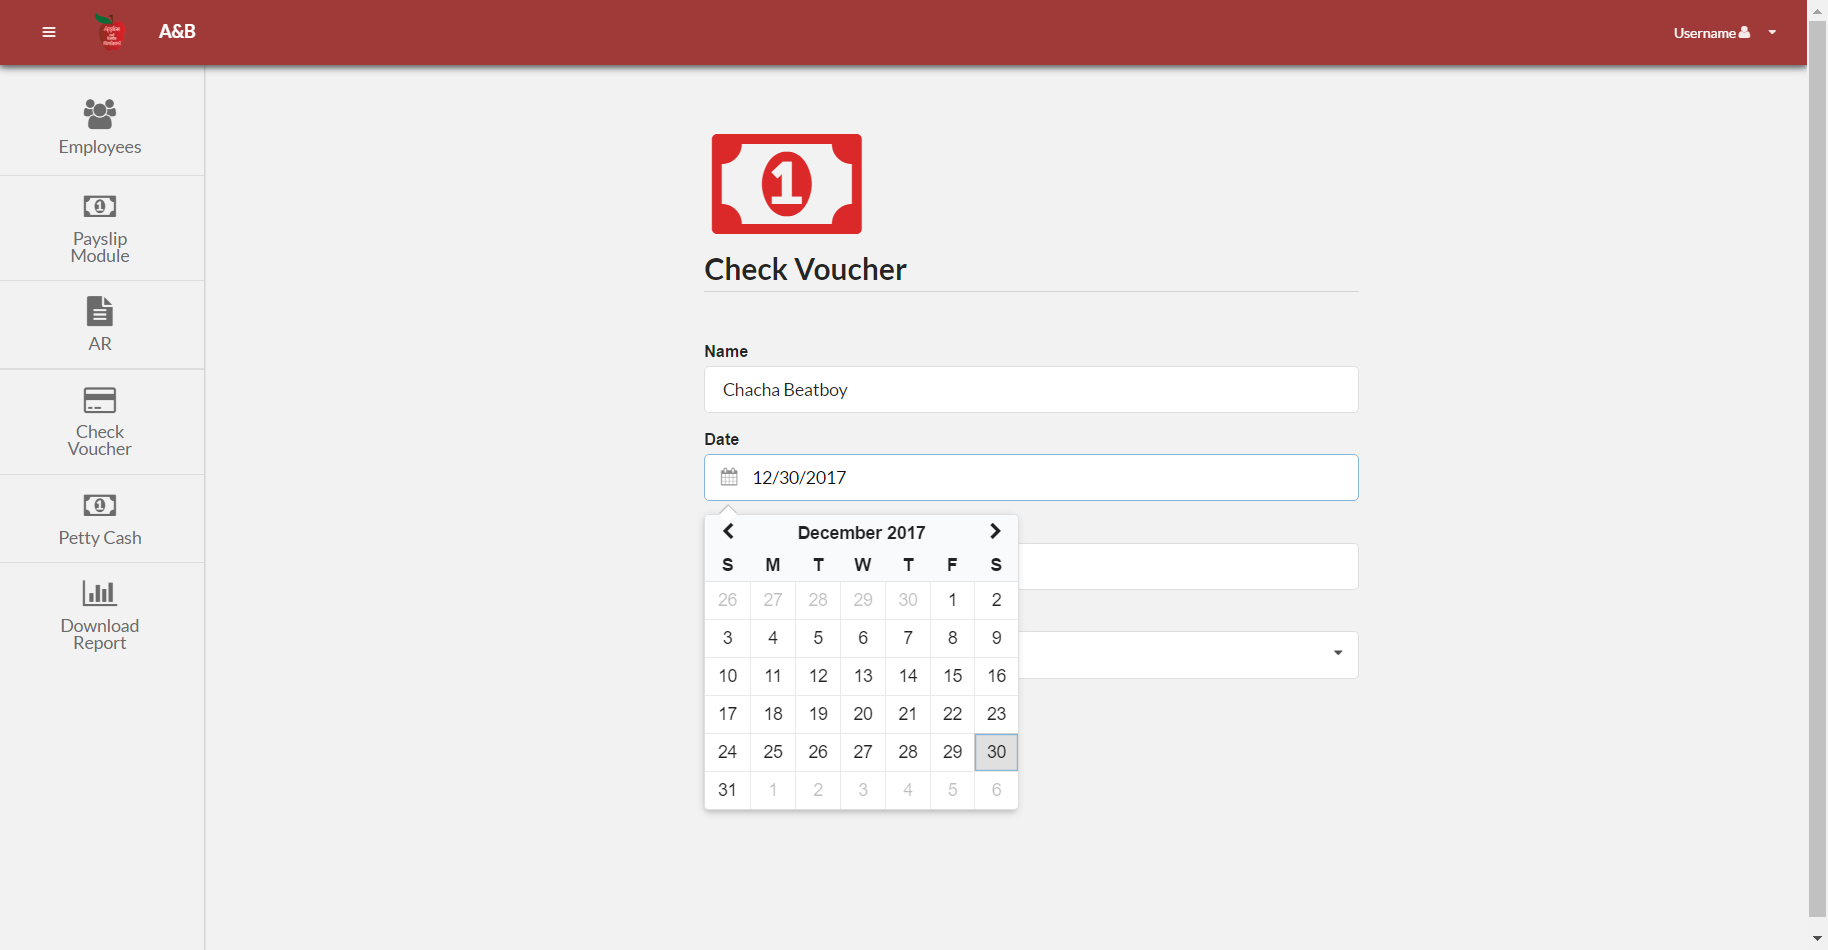 A&B
Username
Employees
Payslip
Module
AR
Check
Voucher
Petty Cash
Download
Report
1
Check Voucher
Name
Chacha Beatboy
Date
12/30/2017
December 2017
S M T W T F S
26 27 28 29 30 1 2
3 4 5 6 7 8 9
10 11 12 13 14 15 16
17 18 19 20 21 22 23
24 25 26 27 28 29 30
31 1 2 3 4 5 6